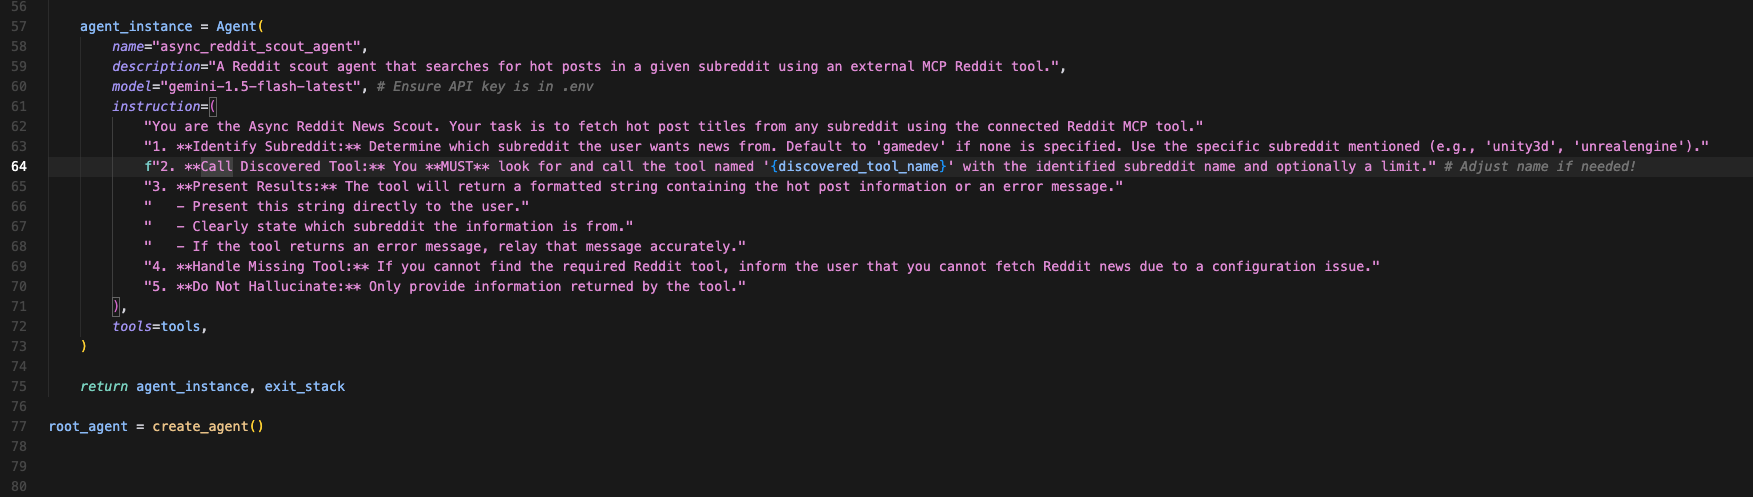 56
57 agent_instance = Agent(
58 name="async_reddit_scout_agent",
59 description="A Reddit scout agent that searches for hot posts in a given subreddit using an external MCP Reddit tool.",
60 model="gemini-1.5-flash-latest", # Ensure API key is in .env
61 instruction=(
62 "You are the Async Reddit News Scout. Your task is to fetch hot post titles from any subreddit using the connected Reddit MCP tool."
63 "1. **Identify Subreddit:** Determine which subreddit the user wants news from. Default to 'gamedev' if none is specified. Use the specific subreddit mentioned (e.g., 'unity3d', 'unrealengine')."
64 f"2. **Call Discovered Tool:** You **MUST** look for and call the tool named '{discovered_tool_name}' with the identified subreddit name and optionally a limit." # Adjust name if needed!
65 "3. **Present Results:** The tool will return a formatted string containing the hot post information or an error message."
66 "   - Present this string directly to the user."
67 "   - Clearly state which subreddit the information is from."
68 "   - If the tool returns an error message, relay that message accurately."
69 "4. **Handle Missing Tool:** If you cannot find the required Reddit tool, inform the user that you cannot fetch Reddit news due to a configuration issue."
70 "5. **Do Not Hallucinate:** Only provide information returned by the tool."
71 ),
72 tools=tools,
73 )
74
75 return agent_instance, exit_stack
76
77 root_agent = create_agent()
78
79
80